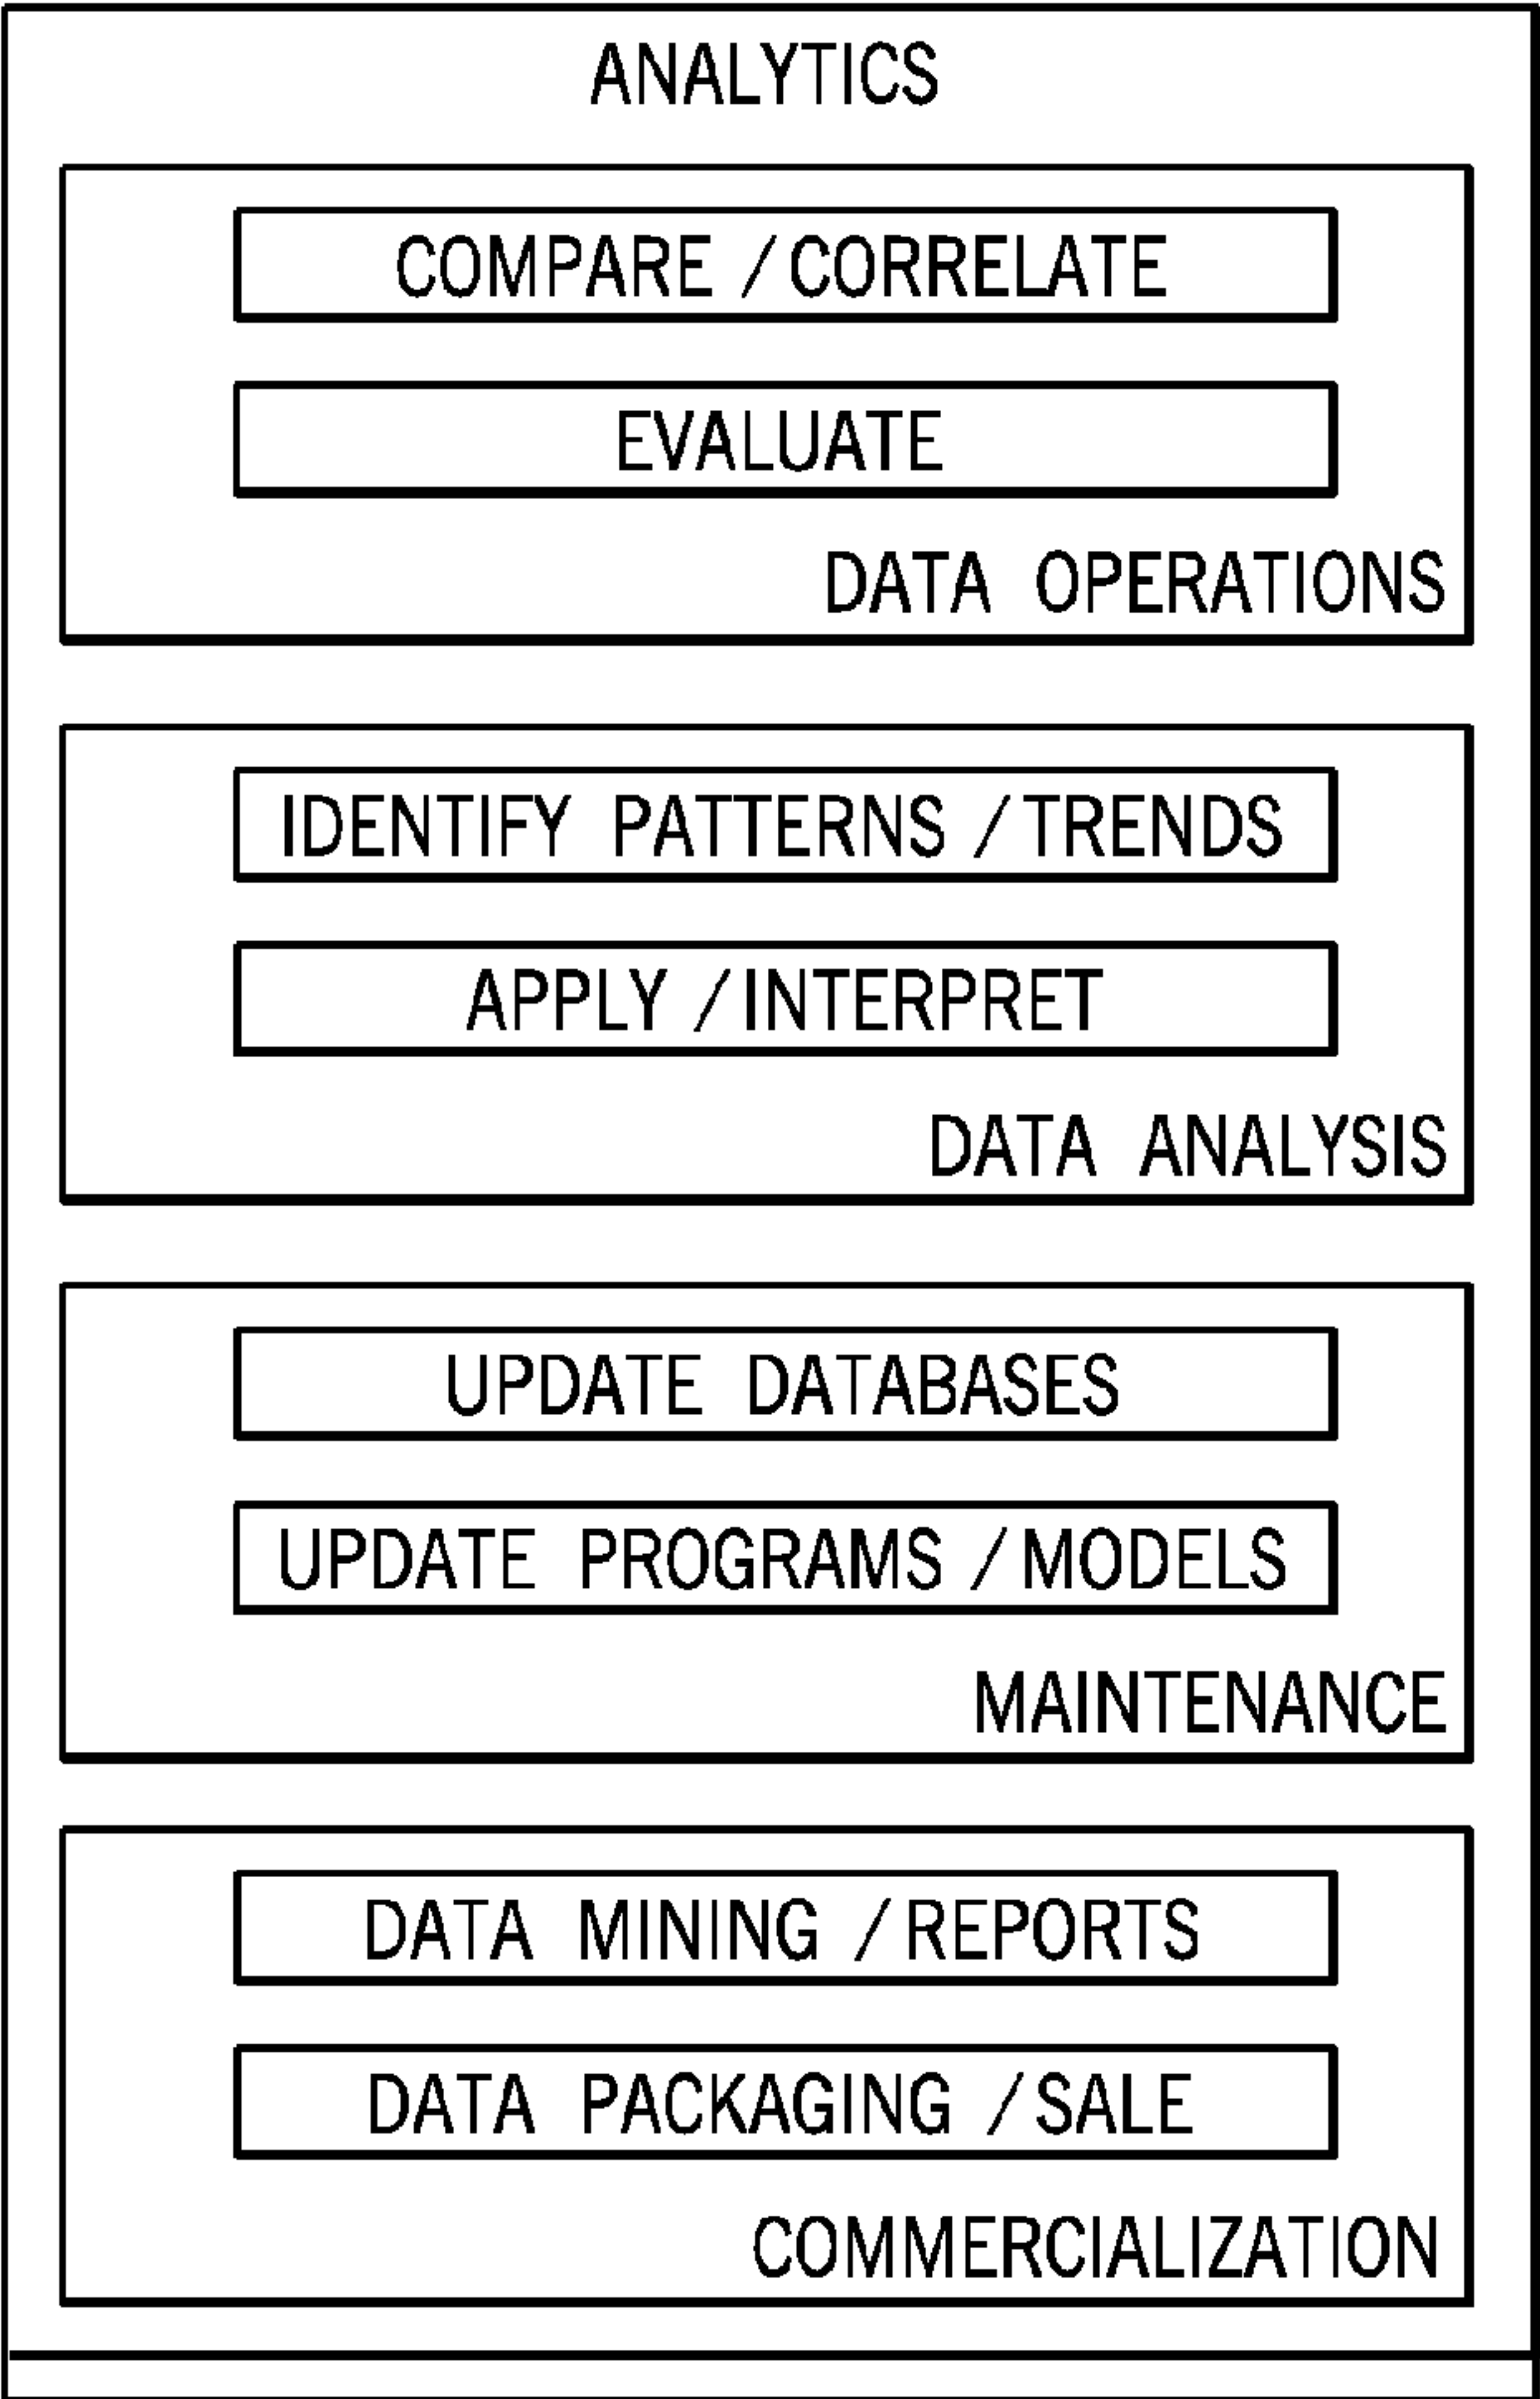 ANALYTICS
COMPARE /CORRELATE
EVALUATE
DATA OPERATIONS
IDENTIFY PATTERNS /TRENDS
APPLY /INTERPRET
DATA ANALYSIS
UPDATE DATABASES
UPDATE PROGRAMS /MODELS
MAINTENANCE
DATA MINING /REPORTS
DATA PACKAGING /SALE
COMMERCIALIZATION